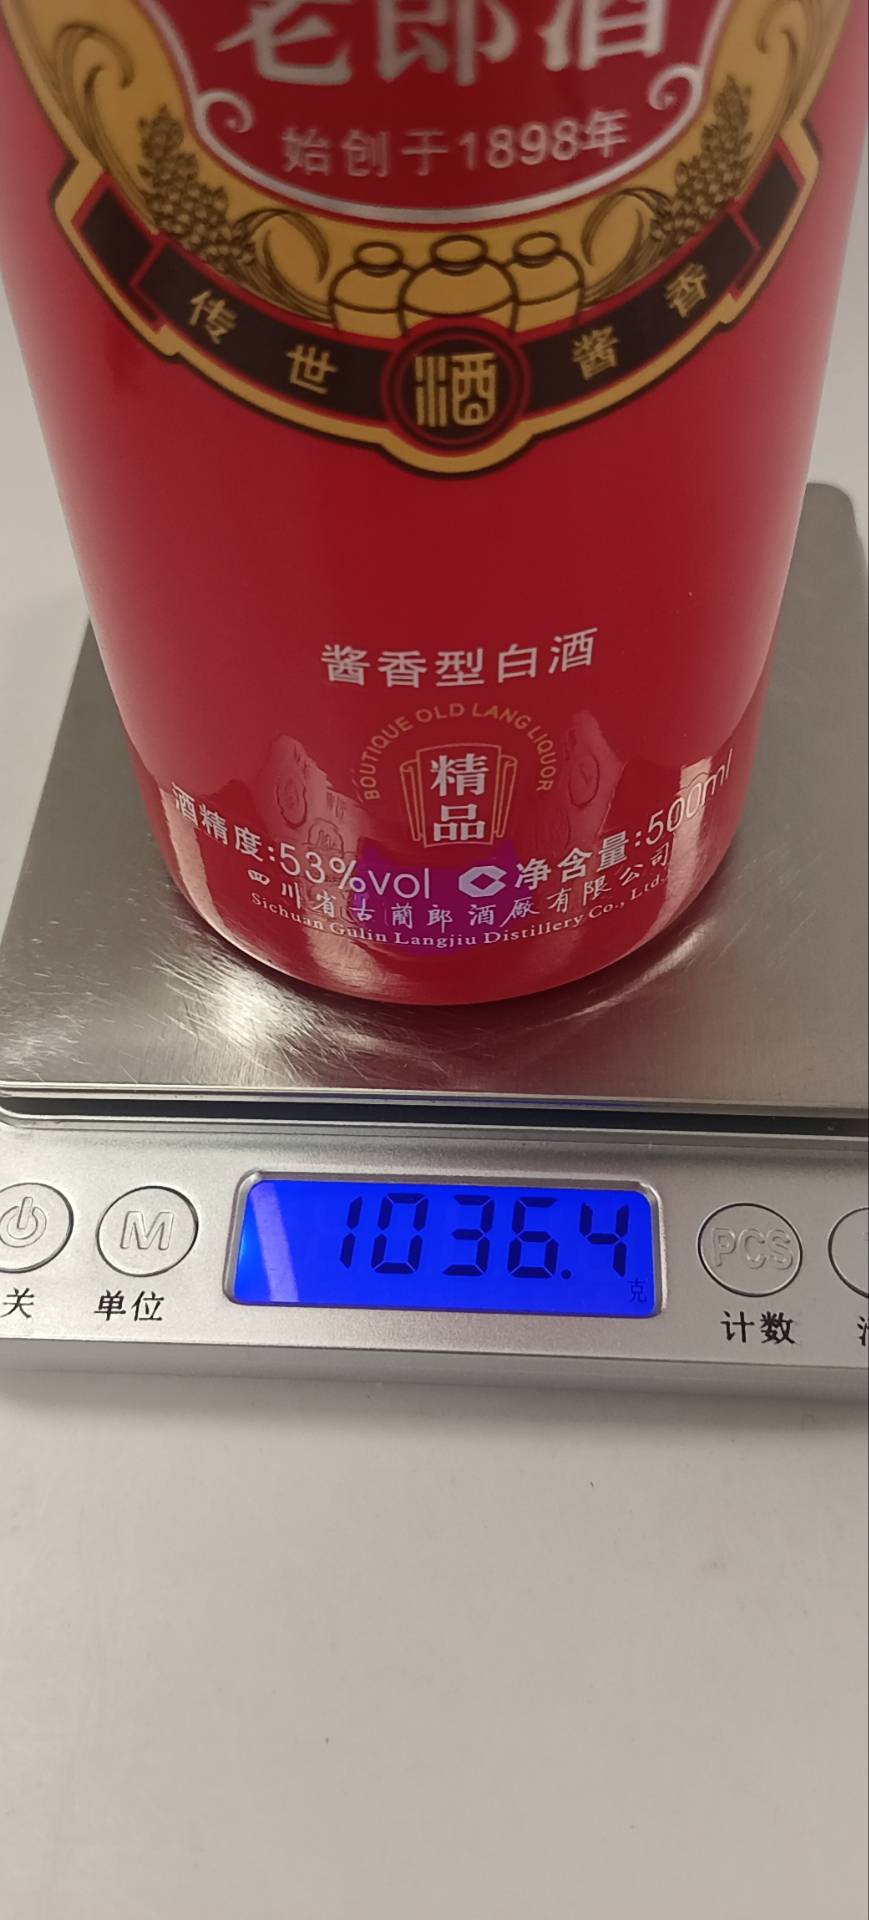 老郎酒
始创于1898年
传世酒酱香
酱香型白酒
BOUTIQUE OLD LANG LIQUOR
精品
酒精度:53%vol 净含量:500ml
四川省古蔺郎酒厰有限公司
Sichuan Gulin Langjiu Distillery Co., Ltd.
1036.4
克
M PCS
关 单位 计数